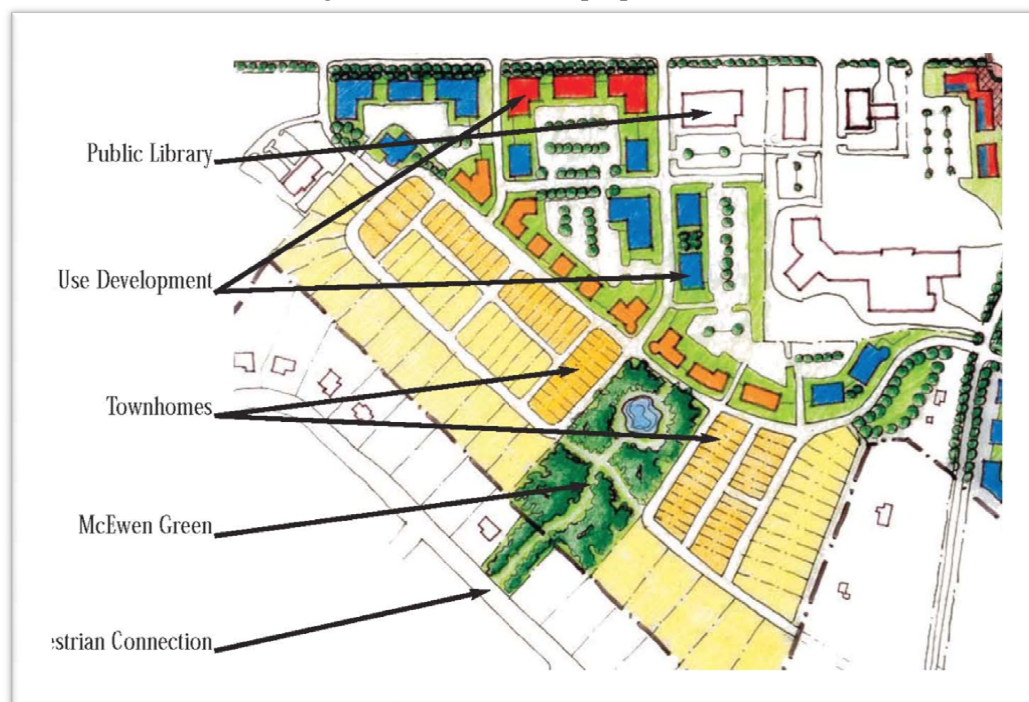 Public Library
Use Development
Townhomes
McEwen Green
estrian Connection